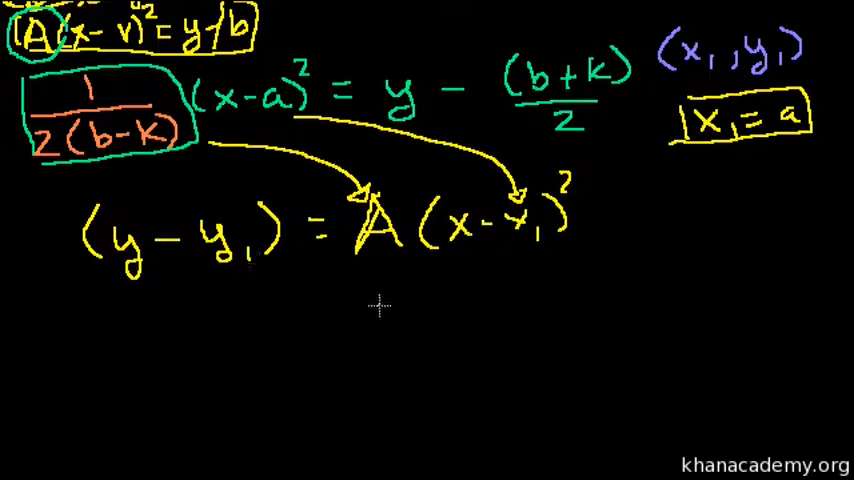 A(x-v)² = y-b
1/(2(b-k)) (x-a)² = y - (b+k)/2
(x₁, y₁)
x₁ = a
(y - y₁) = A(x - x₁)²
khanacademy.org